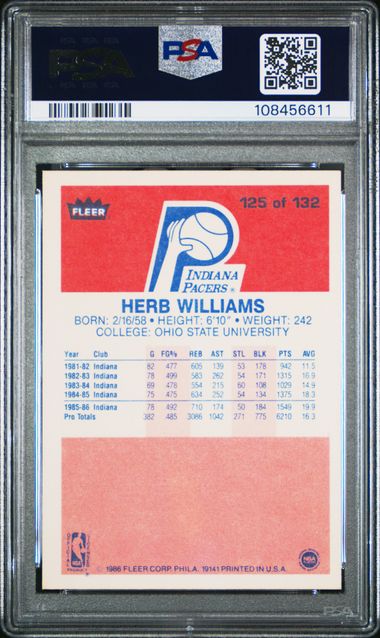 PSA
PSA
108456611
FLEER
125 of 132
INDIANA
PACERS
HERB WILLIAMS
BORN: 2/16/58 • HEIGHT: 6'10" • WEIGHT: 242
COLLEGE: OHIO STATE UNIVERSITY
Year Club G FG% REB AST STL BLK PTS AVG
1981-82 Indiana 82 477 605 139 53 178 942 11.5
1982-83 Indiana 78 499 583 262 54 171 1315 16.9
1983-84 Indiana 69 478 554 215 60 108 1029 14.9
1984-85 Indiana 75 475 634 252 54 134 1375 18.3
1985-86 Indiana 78 492 710 174 50 184 1549 19.9
Pro Totals 382 485 3086 1042 271 775 6210 16.3
© 1986 FLEER CORP. PHILA. 19141 PRINTED IN U.S.A.
PSA